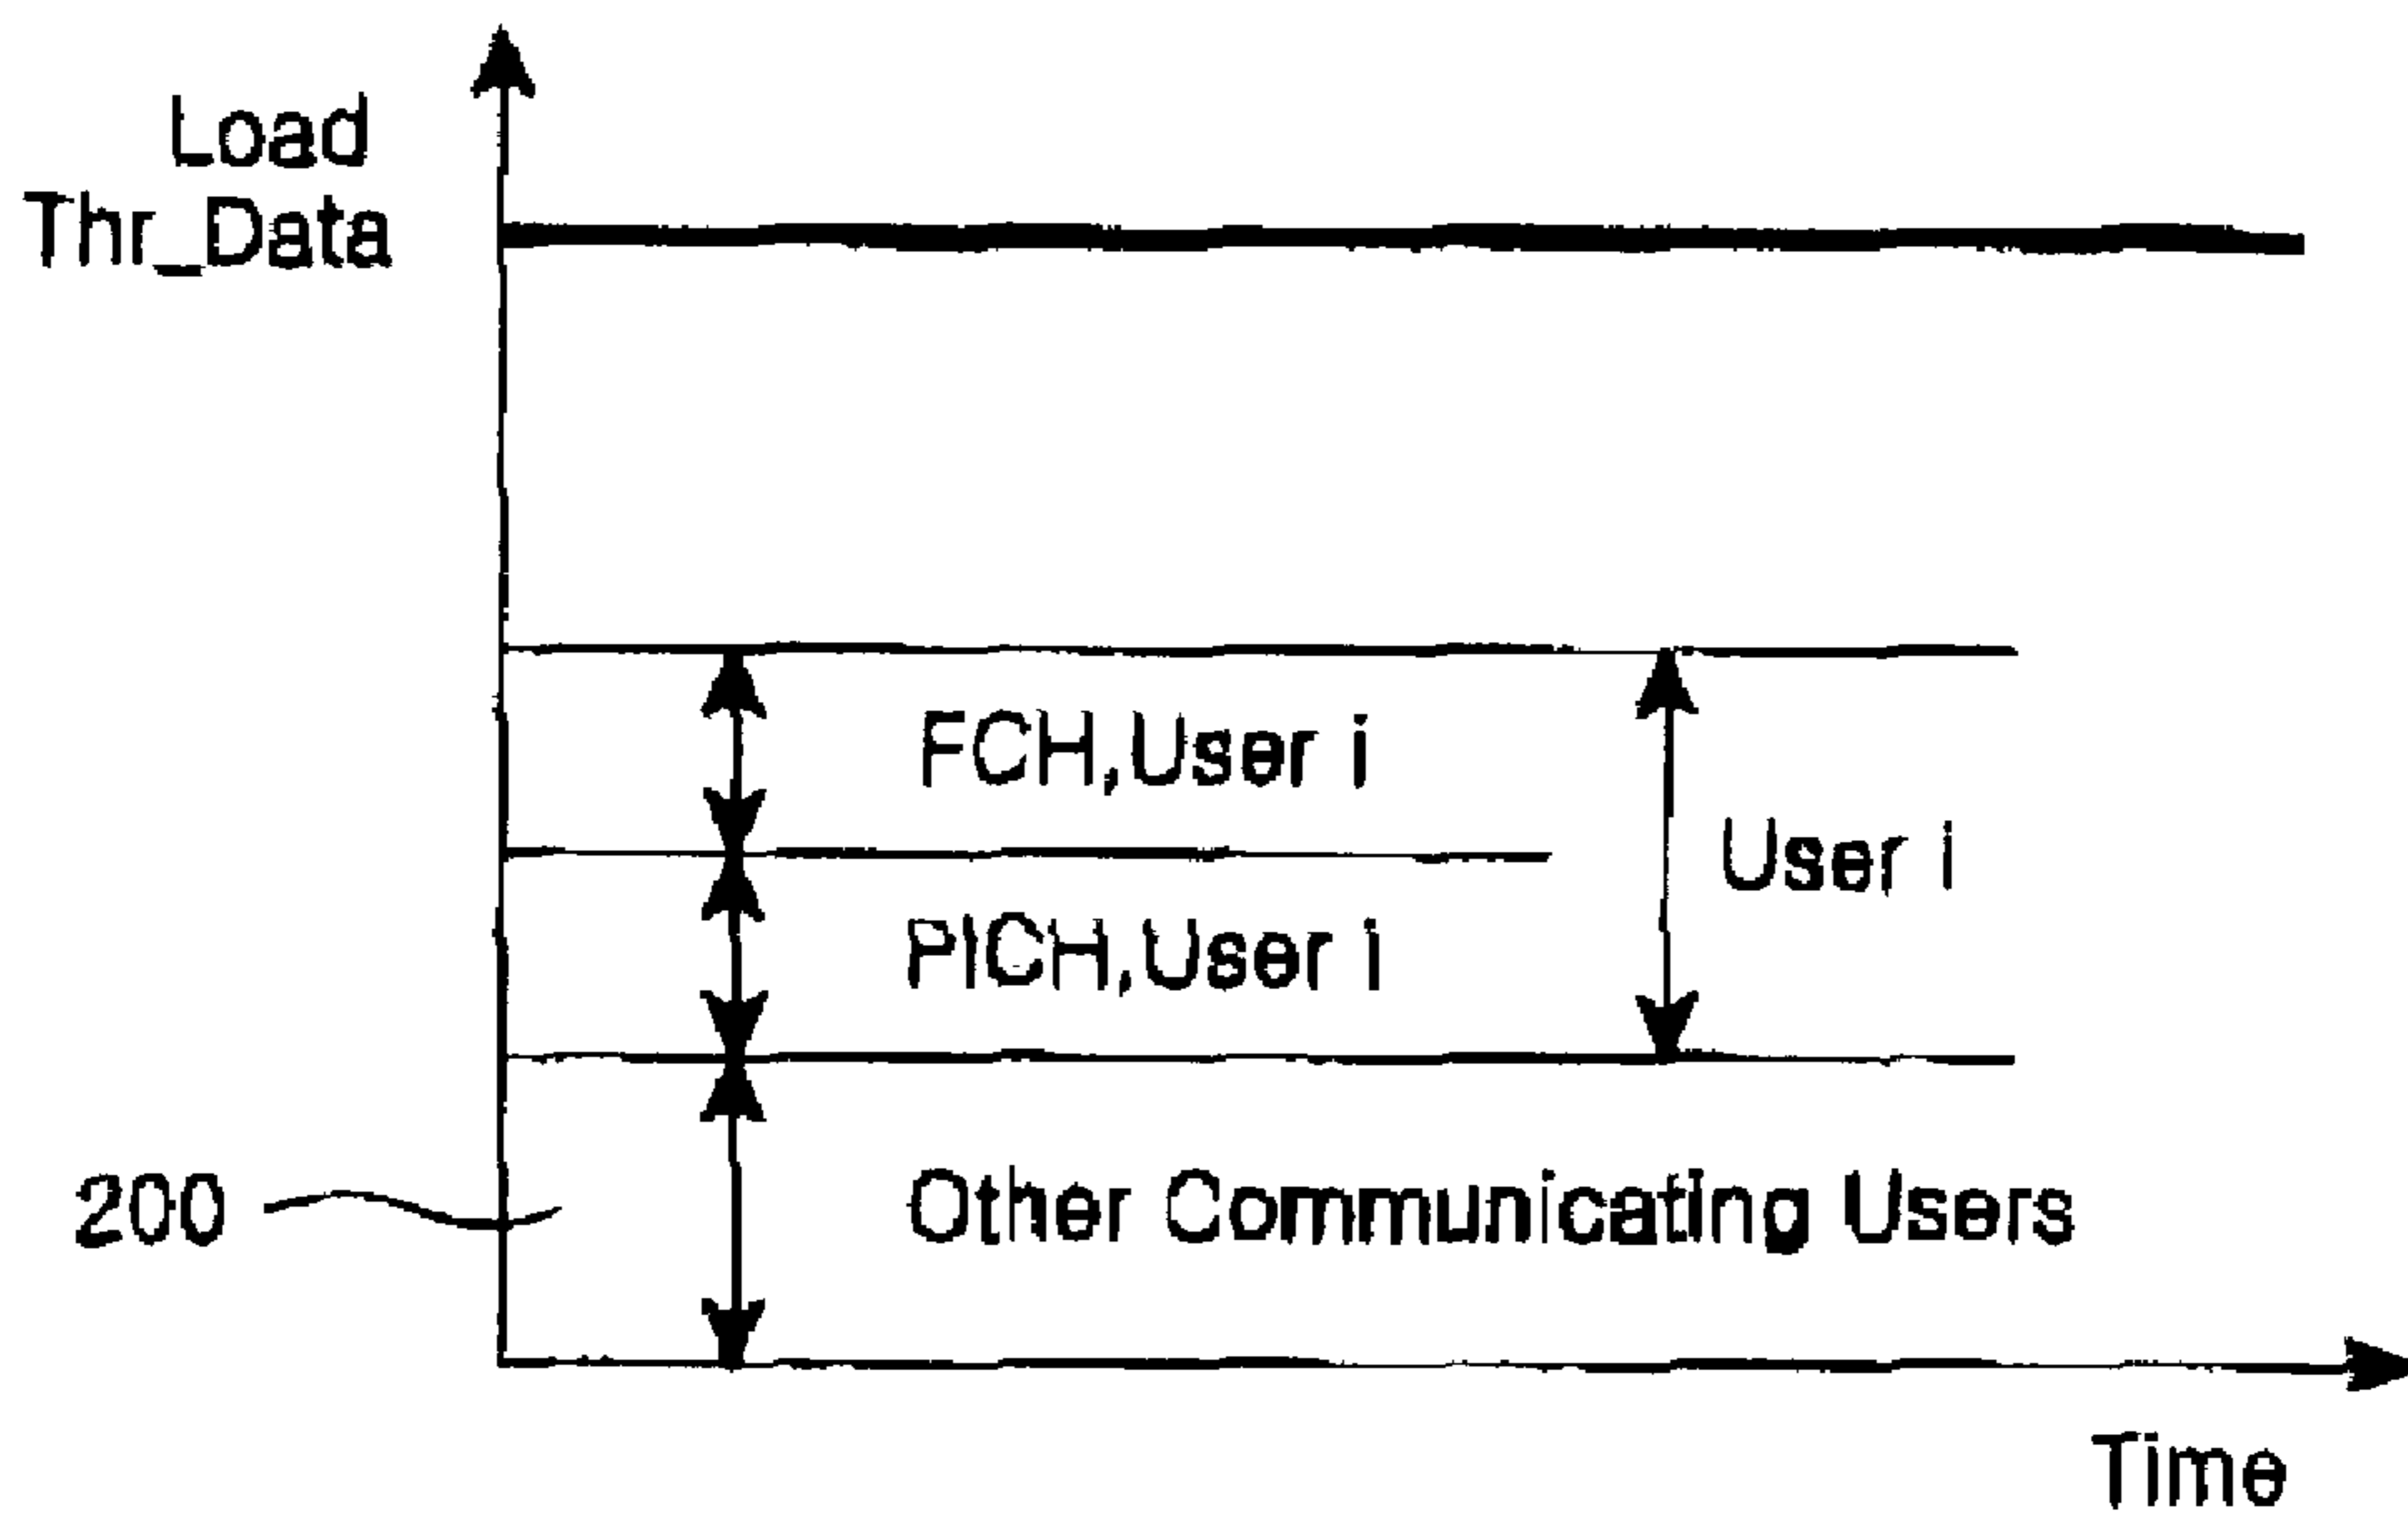 Load
Thr_Data
FCH,User i
User i
PICH,User i
200
Other Communicating Users
Time